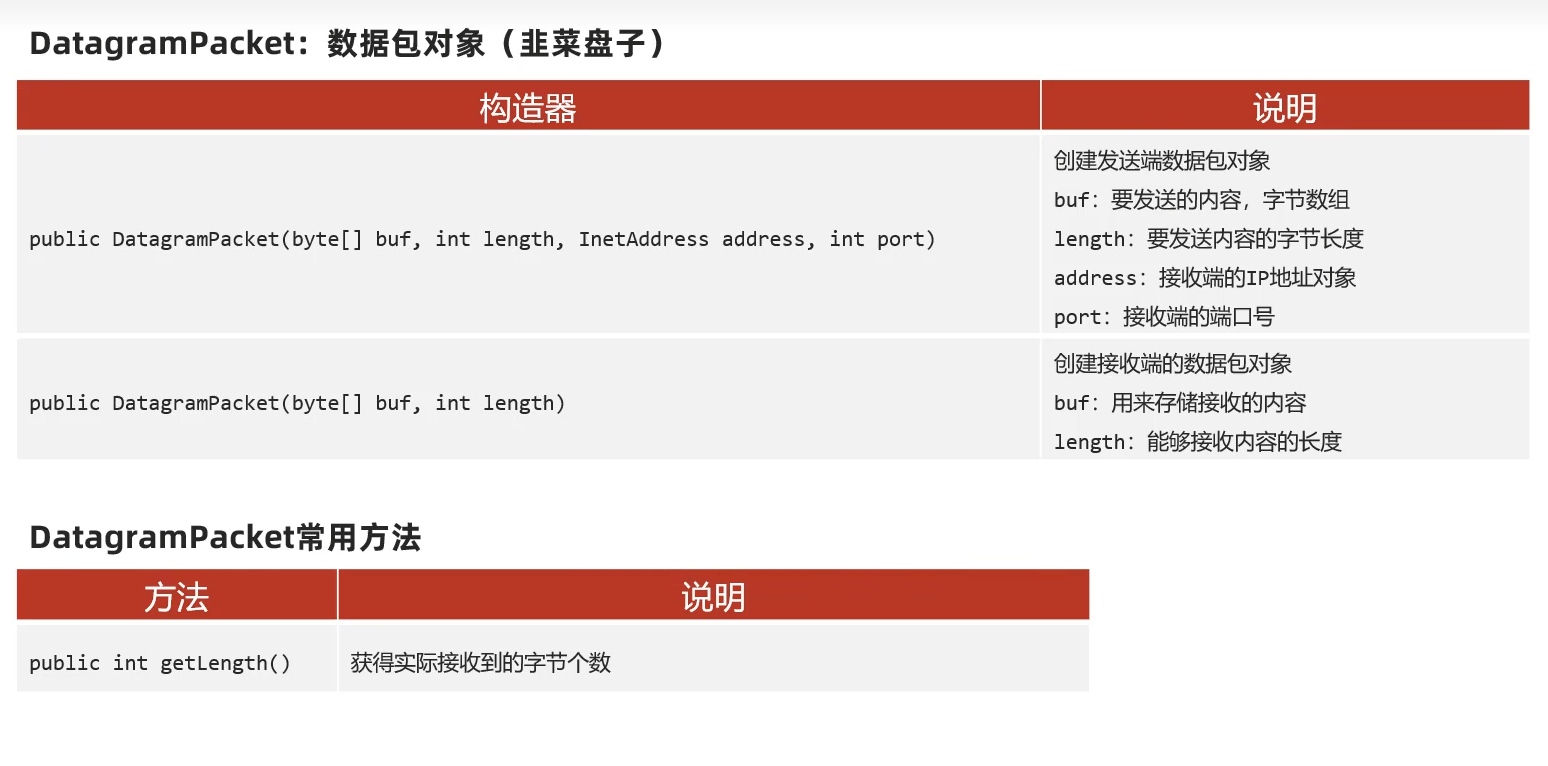 DatagramPacket：数据包对象（韭菜盘子）
构造器
说明
public DatagramPacket(byte[] buf, int length, InetAddress address, int port)
创建发送端数据包对象
buf：要发送的内容，字节数组
length：要发送内容的字节长度
address：接收端的IP地址对象
port：接收端的端口号
public DatagramPacket(byte[] buf, int length)
创建接收端的数据包对象
buf：用来存储接收的内容
length：能够接收内容的长度
DatagramPacket常用方法
方法
说明
public int getLength()
获得实际接收到的字节个数